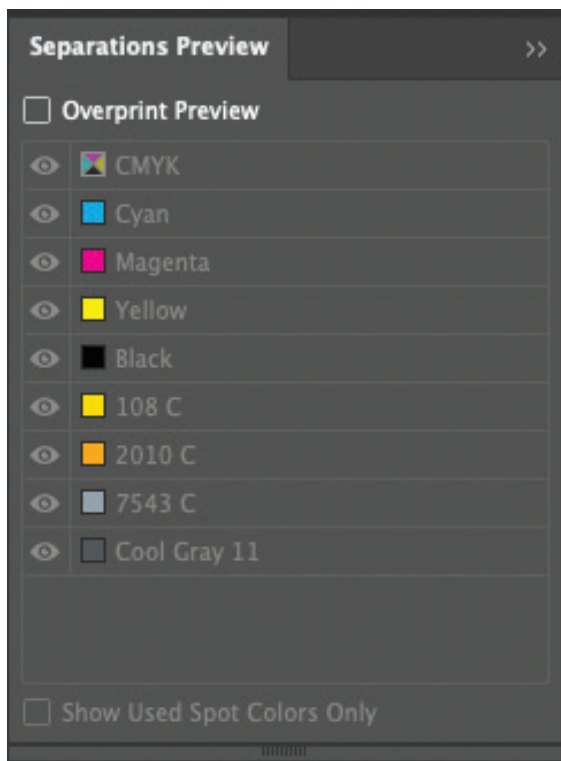 Separations Preview
Overprint Preview
CMYK
Cyan
Magenta
Yellow
Black
108 C
2010 C
7543 C
Cool Gray 11
Show Used Spot Colors Only